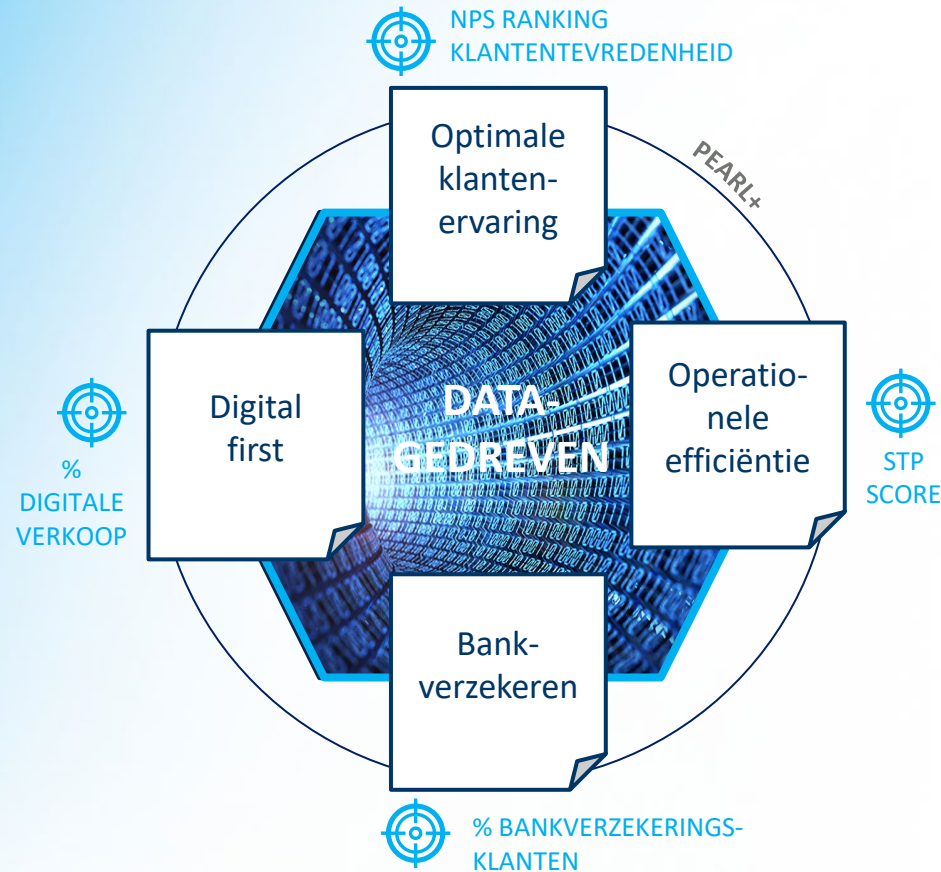 NPS RANKING
KLANTENTEVREDENHEID
Optimale
klanten-
ervaring
PEARL+
Digital
first
DATA-
GEDREVEN
Operatio-
nele
efficiëntie
%
DIGITALE
VERKOOP
STP
SCORE
Bank-
verzekeren
% BANKVERZEKERINGS-
KLANTEN